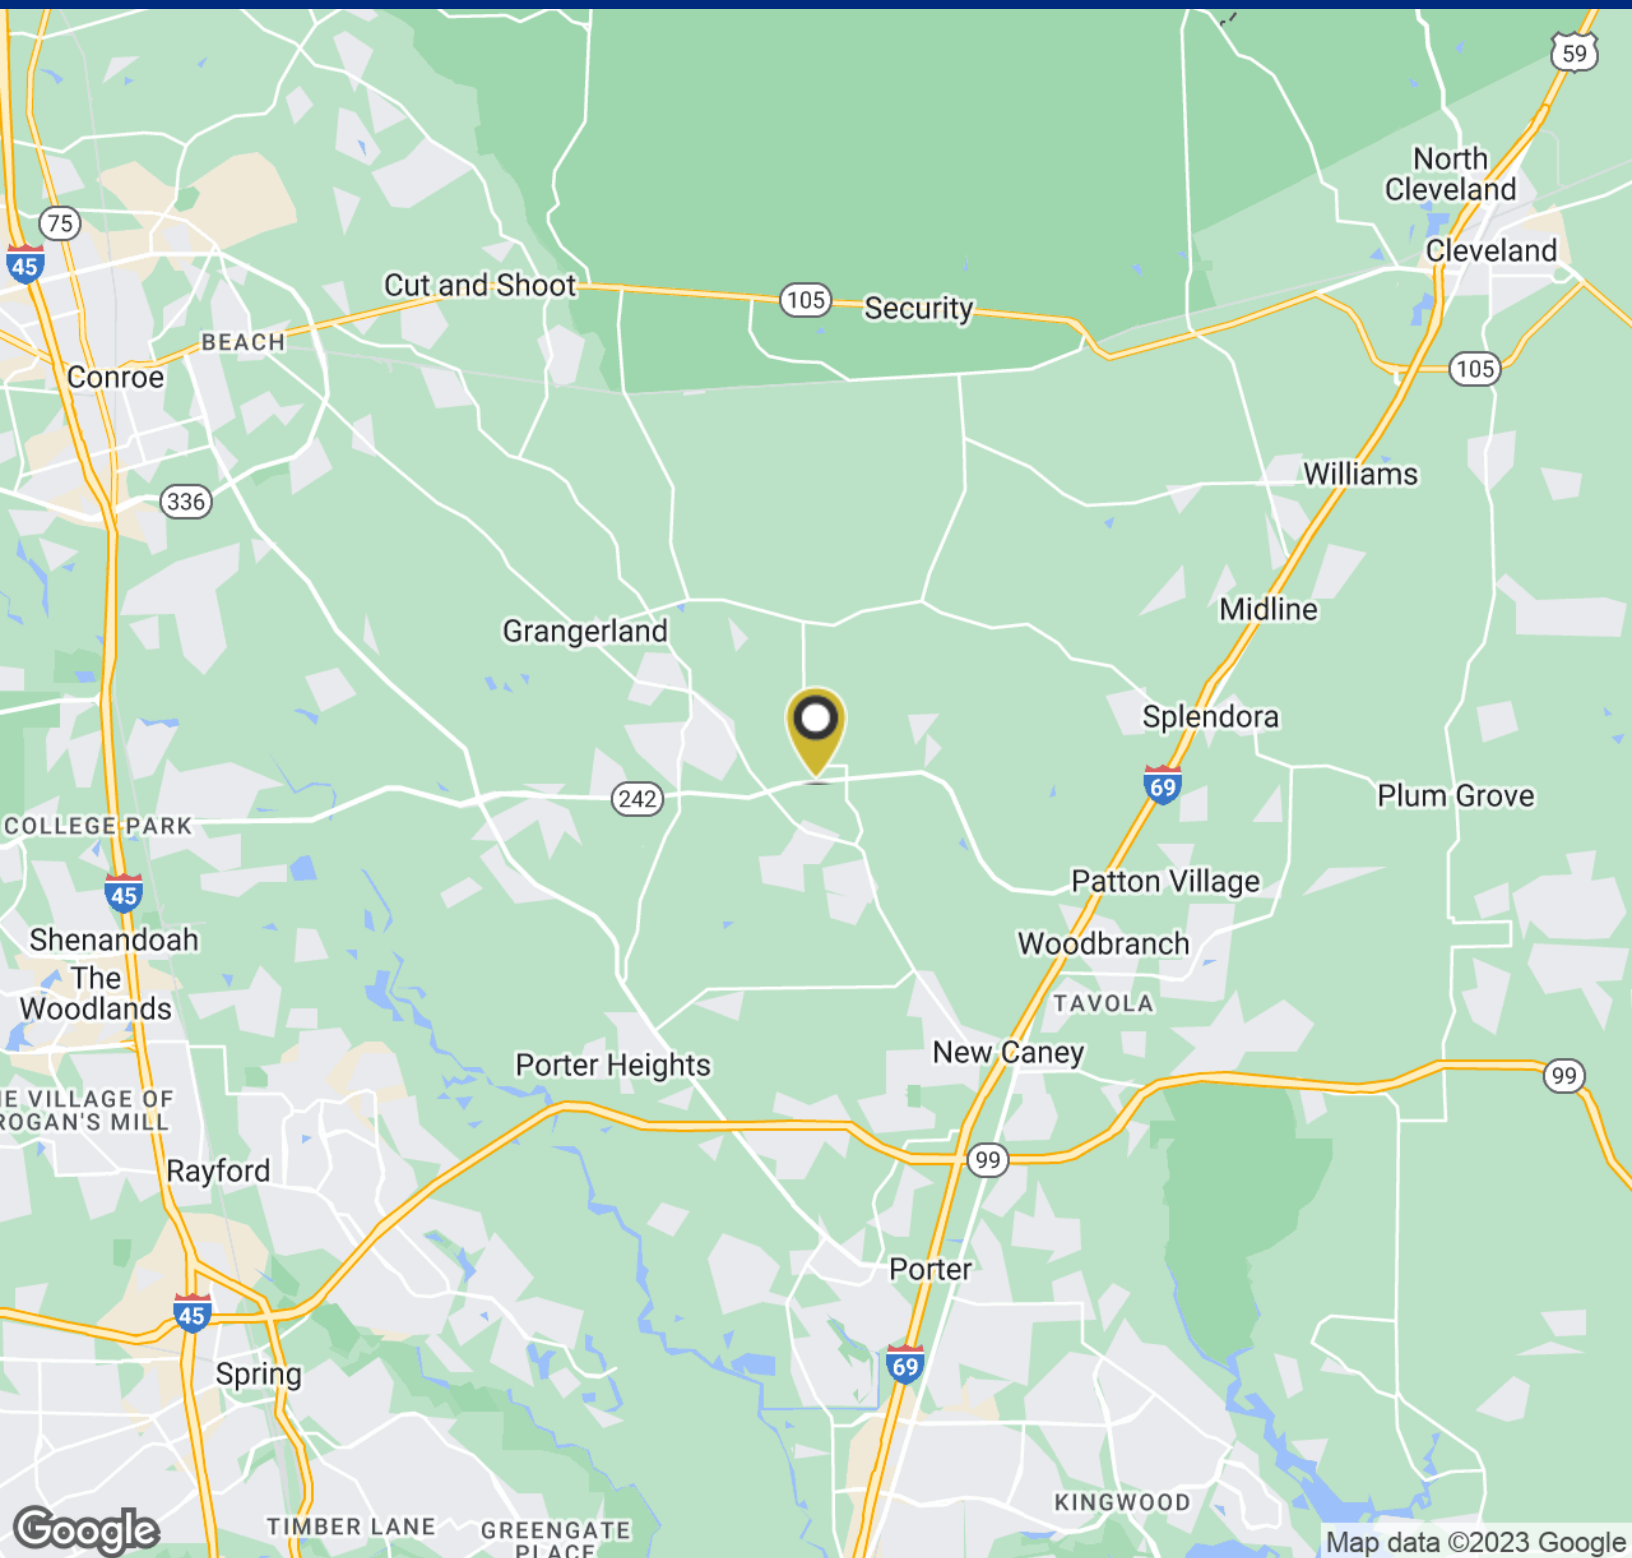 59
North
Cleveland
75
Cleveland
45
Cut and Shoot
105
Security
BEACH
Conroe
105
Williams
336
Midline
Grangerland
Splendora
69
Plum Grove
242
COLLEGE PARK
Patton Village
45
Shenandoah
Woodbranch
The
Woodlands
TAVOLA
New Caney
Porter Heights
99
IE VILLAGE OF
ROGAN'S MILL
99
Rayford
Porter
45
69
Spring
KINGWOOD
TIMBER LANE
GREENGATE
PLACE
Google
Map data ©2023 Google